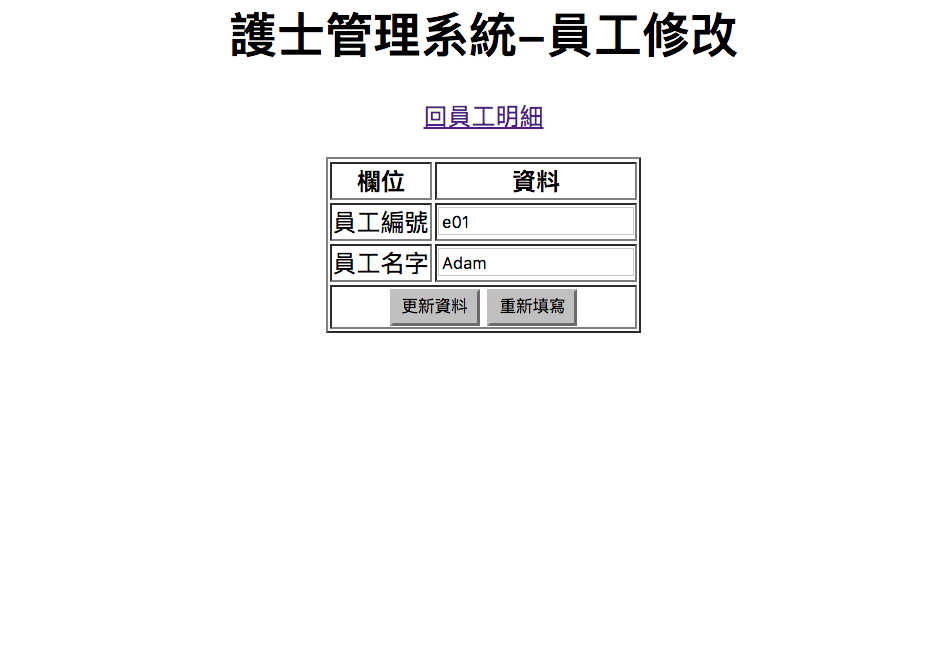 護士管理系統–員工修改
回員工明細
欄位 資料
員工編號 e01
員工名字 Adam
更新資料 重新填寫